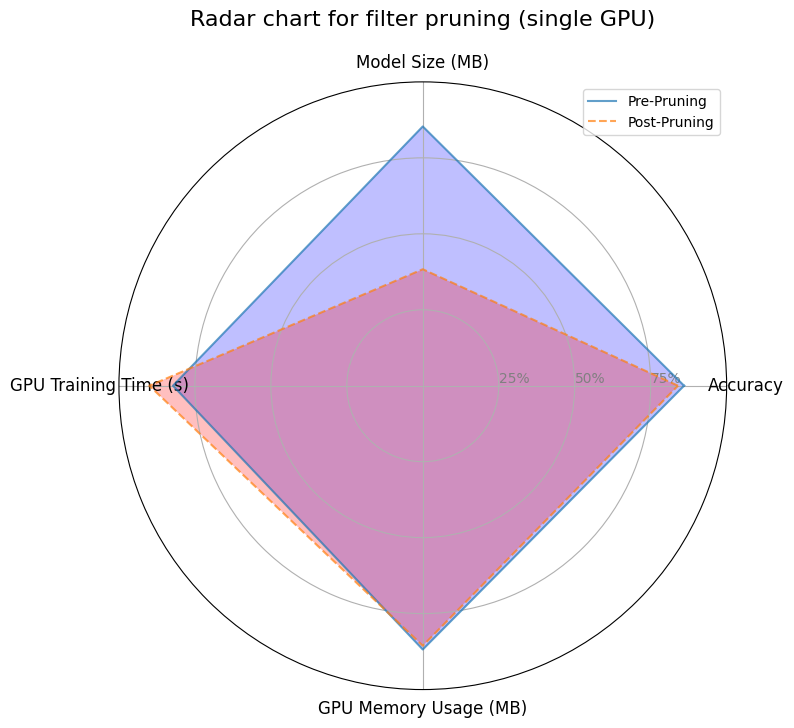 Radar chart for filter pruning (single GPU)
Model Size (MB)
Pre-Pruning
Post-Pruning
GPU Training Time (s)
25%
50%
75%
Accuracy
GPU Memory Usage (MB)